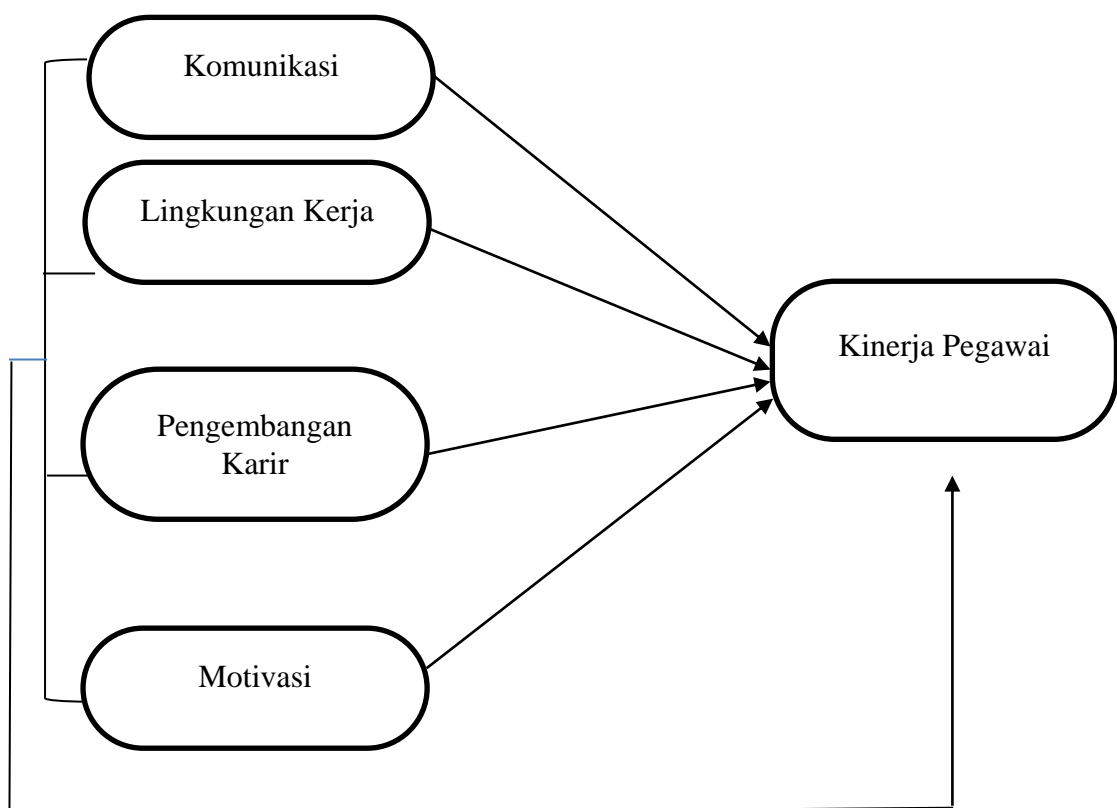 Komunikasi
Lingkungan Kerja
Kinerja Pegawai
Pengembangan
Karir
Motivasi